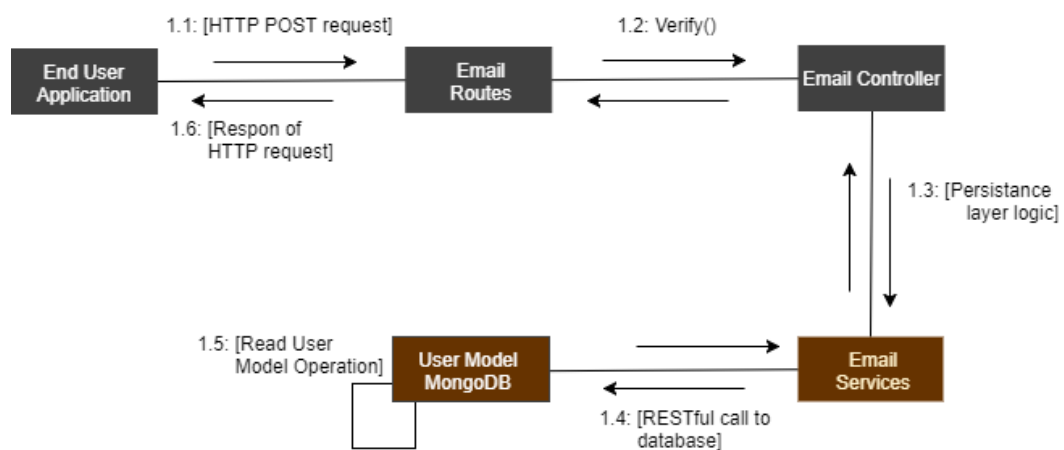 1.1: [HTTP POST request]
1.2: Verify()
End User
Application
Email
Routes
Email Controller
1.6: [Respon of
HTTP request]
1.3: [Persistance
layer logic]
1.5: [Read User
Model Operation]
User Model
MongoDB
Email
Services
1.4: [RESTful call to
database]